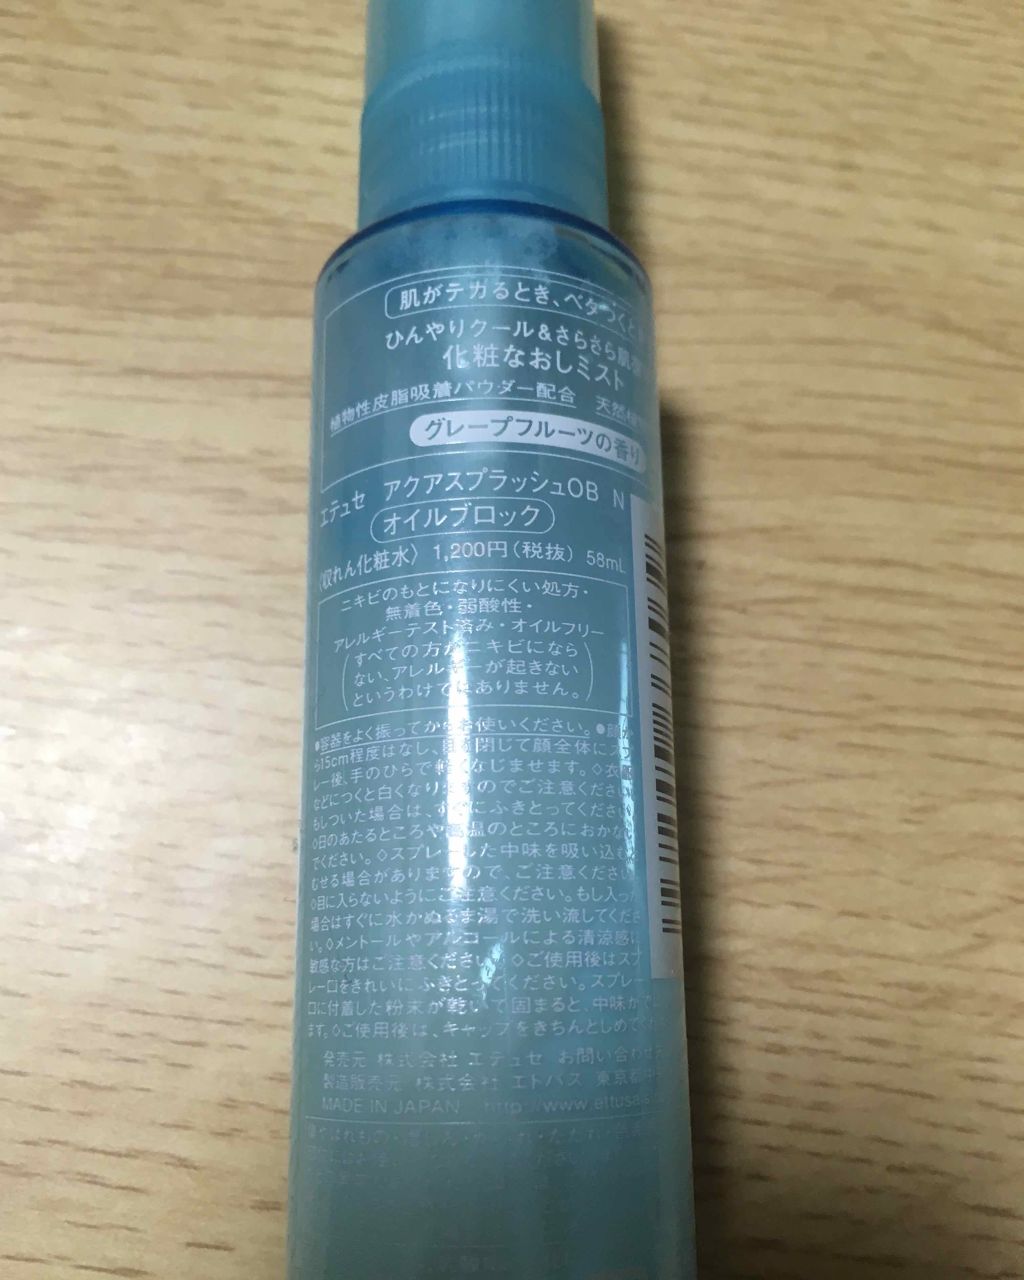 肌がテカるとき、ベタつくと
ひんやりクール&さらさら肌
化粧なおしミスト
植物性皮脂吸着パウダー配合 天然
グレープフルーツの香り
エテュセ アクアスプラッシュOB N
オイルブロック
〈収れん化粧水〉 1,200円(税抜) 58mL
ニキビのもとになりにくい処方・
無着色・弱酸性・
アレルギーテスト済み・オイルフリー
すべての方がニキビになら
ない、アレルギーが起きない
というわけではありません。
●容器をよく振ってからお使いください。●顔か
ら15cm程度はなし、目を閉じて顔全体にスプ
レー後、手のひらで軽くなじませます。◇衣
などにつくと白くなりますのでご注意ください
もしついた場合は、すぐにふきとってください
◇日のあたるところや高温のところにおかない
でください。◇スプレーした中味を吸い込む
むせる場合がありますので、ご注意ください
◇目に入らないようにご注意ください。もし入った
場合はすぐに水かぬるま湯で洗い流してくださ
い。◇メントールやアルコールによる清涼感に
敏感な方はご注意ください。◇ご使用後はスプ
レー口をきれいにふきとってください。スプレー
口に付着した粉末が乾いて固まると、中味がで
ます。◇ご使用後は、キャップをきちんとしめてく
発売元 株式会社 エテュセ お問い合わせ
製造販売元 株式会社 エトバス 東京都中
MADE IN JAPAN http://www.ettusais